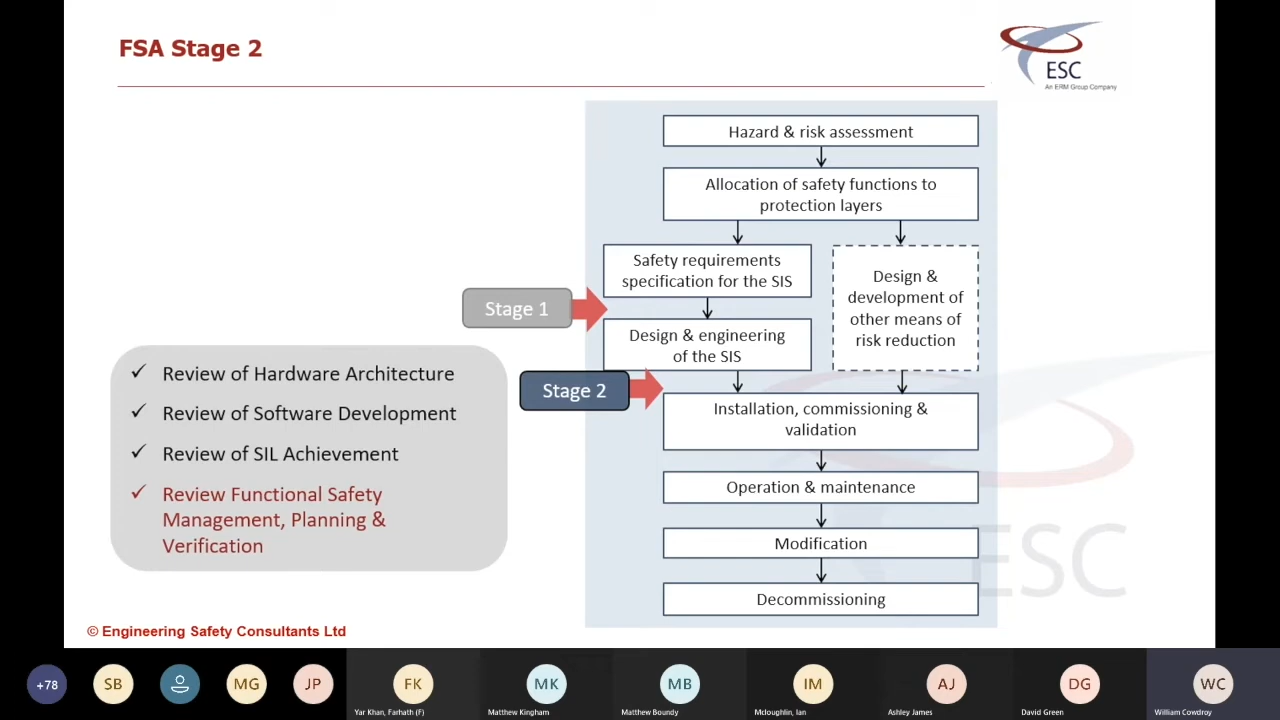 FSA Stage 2
ESC
An ERM Group Company
Hazard & risk assessment
Allocation of safety functions to
protection layers
Safety requirements
specification for the SIS
Design &
development of
other means of
risk reduction
Stage 1
Design & engineering
of the SIS
Stage 2
Installation, commissioning &
validation
Operation & maintenance
Modification
Decommissioning
✓ Review of Hardware Architecture
✓ Review of Software Development
✓ Review of SIL Achievement
✓ Review Functional Safety
Management, Planning &
Verification
ESC
© Engineering Safety Consultants Ltd
+78
SB
MG
JP
FK
MK
MB
IM
AJ
DG
WC
Yar Khan, Farhath (F)
Matthew Kingham
Matthew Boundy
Mcloughlin, Ian
Ashley James
David Green
William Cowdroy